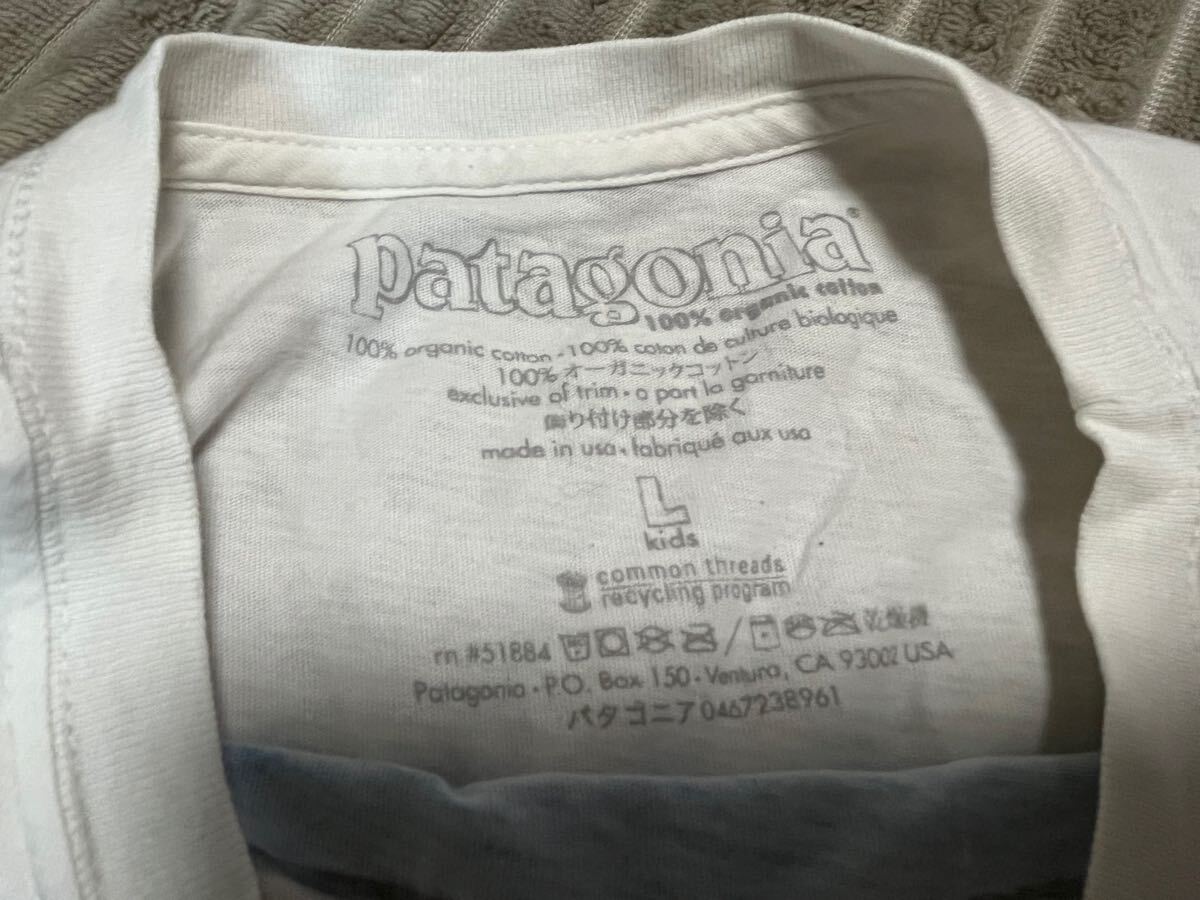 patagonia®
100% organic cotton
100% organic cotton • 100% coton de culture biologique
100% オーガニックコットン
exclusive of trim • a part la garniture
飾り付け部分を除く
made in usa • fabriqué aux usa
L
kids
common threads
recycling program
rn #51884 / 乾燥機
Patagonia • P.O. Box 150 • Ventura, CA 93002 USA
パタゴニア 0467238961